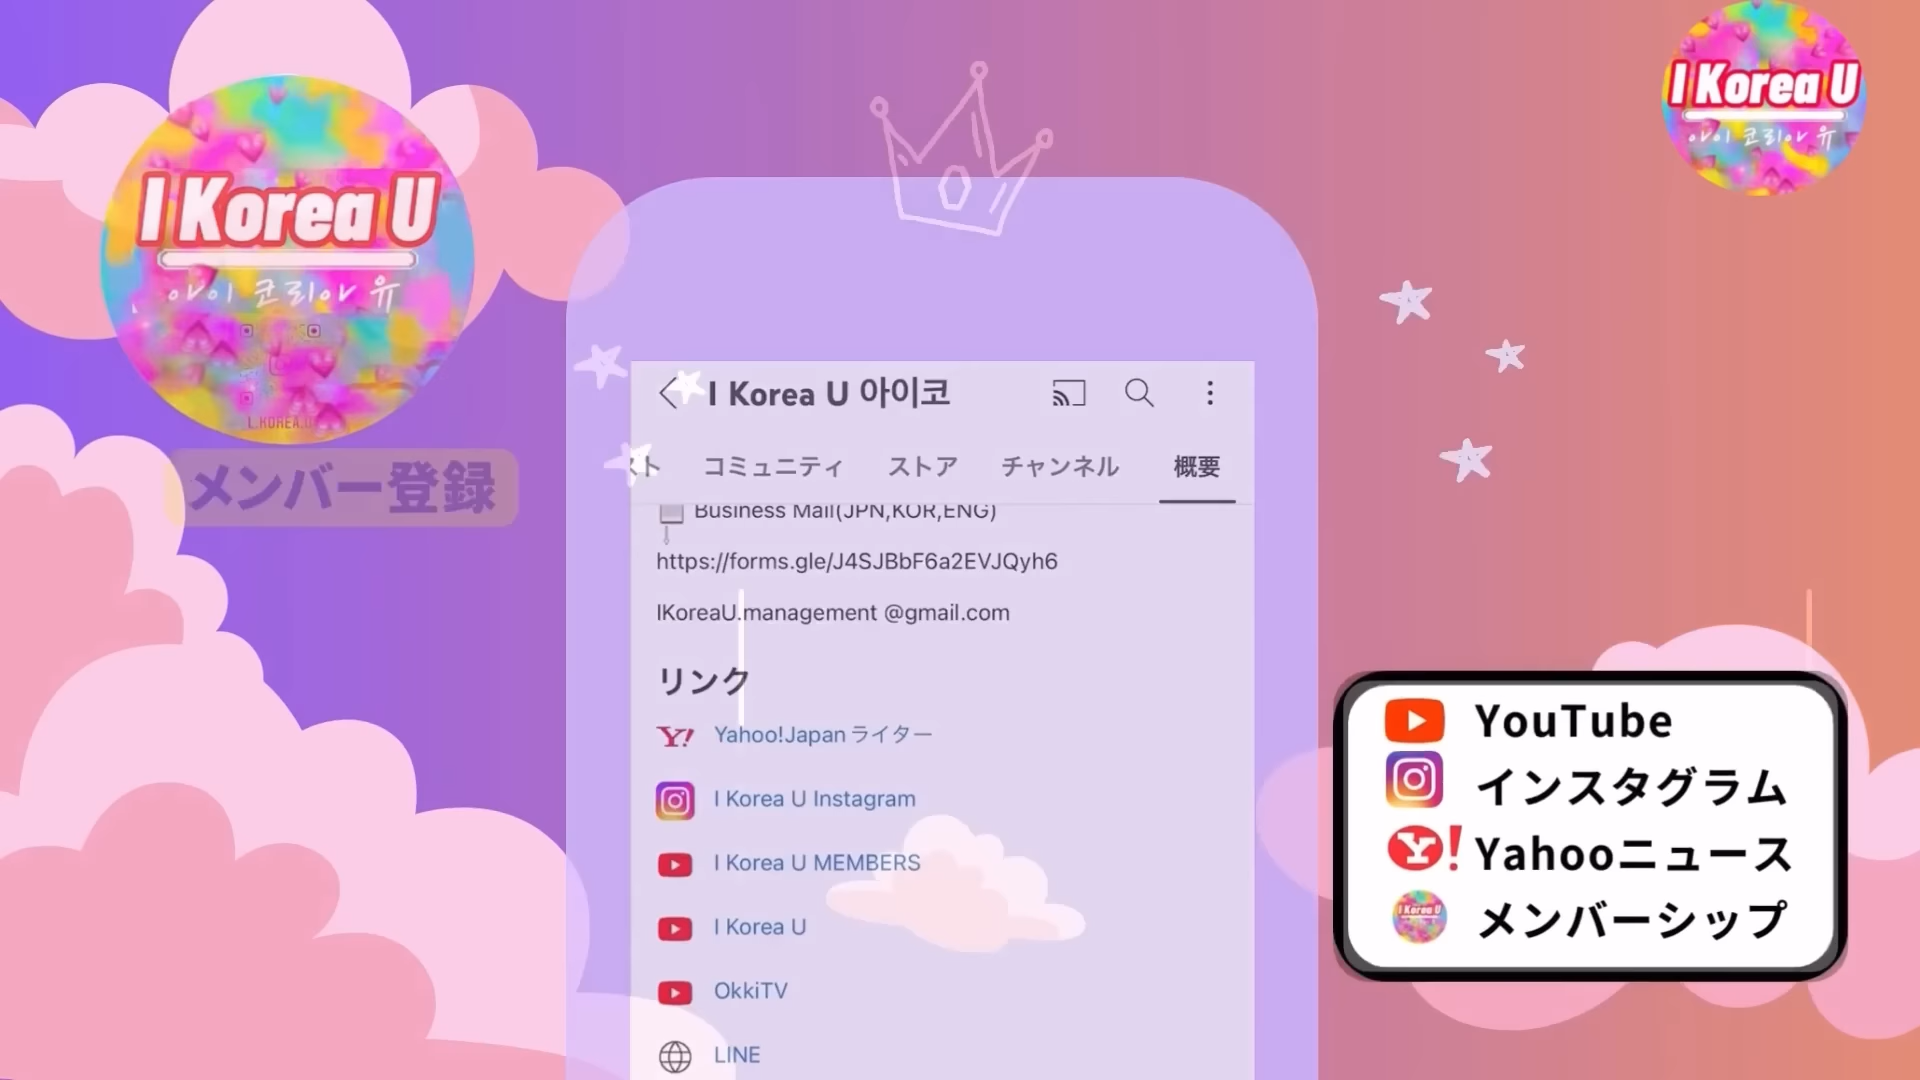 I Korea U
아이 코리아 유
I.KOREA.U
メンバー登録
I Korea U
아이 코리아 유
I Korea U 아이코
スト コミュニティ ストア チャンネル 概要
Business Mail(JPN,KOR,ENG)
https://forms.gle/J4SJBbF6a2EVJQyh6
IKoreaU.management @gmail.com
リンク
Yahoo!Japan ライター
I Korea U Instagram
I Korea U MEMBERS
I Korea U
OkkiTV
LINE
YouTube
インスタグラム
Y! Yahooニュース
I Korea U メンバーシップ